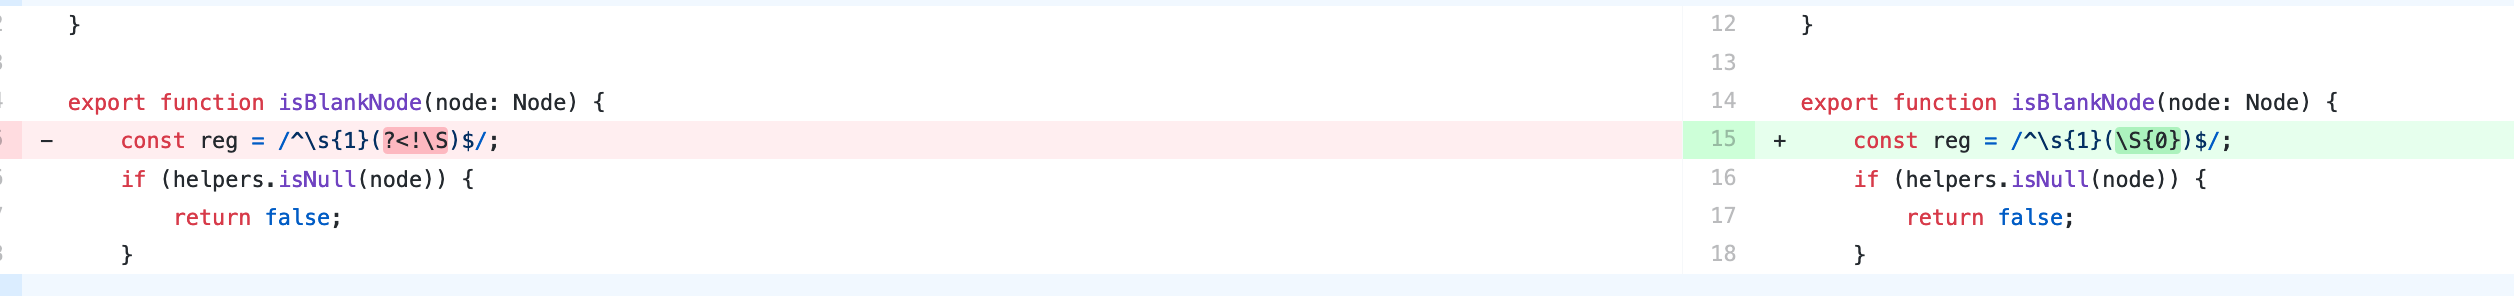 }
export function isBlankNode(node: Node) {
- const reg = /^\s{1}(?<!\S)$/;
if (helpers.isNull(node)) {
return false;
}
12 }
13
14 export function isBlankNode(node: Node) {
15 + const reg = /^\s{1}(\S{0})$/;
16 if (helpers.isNull(node)) {
17 return false;
18 }